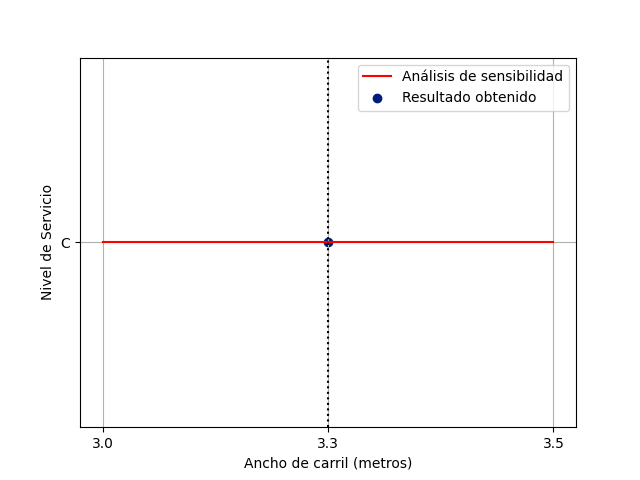 Análisis de sensibilidad
Resultado obtenido
Nivel de Servicio
C
3.0
3.3
3.5
Ancho de carril (metros)